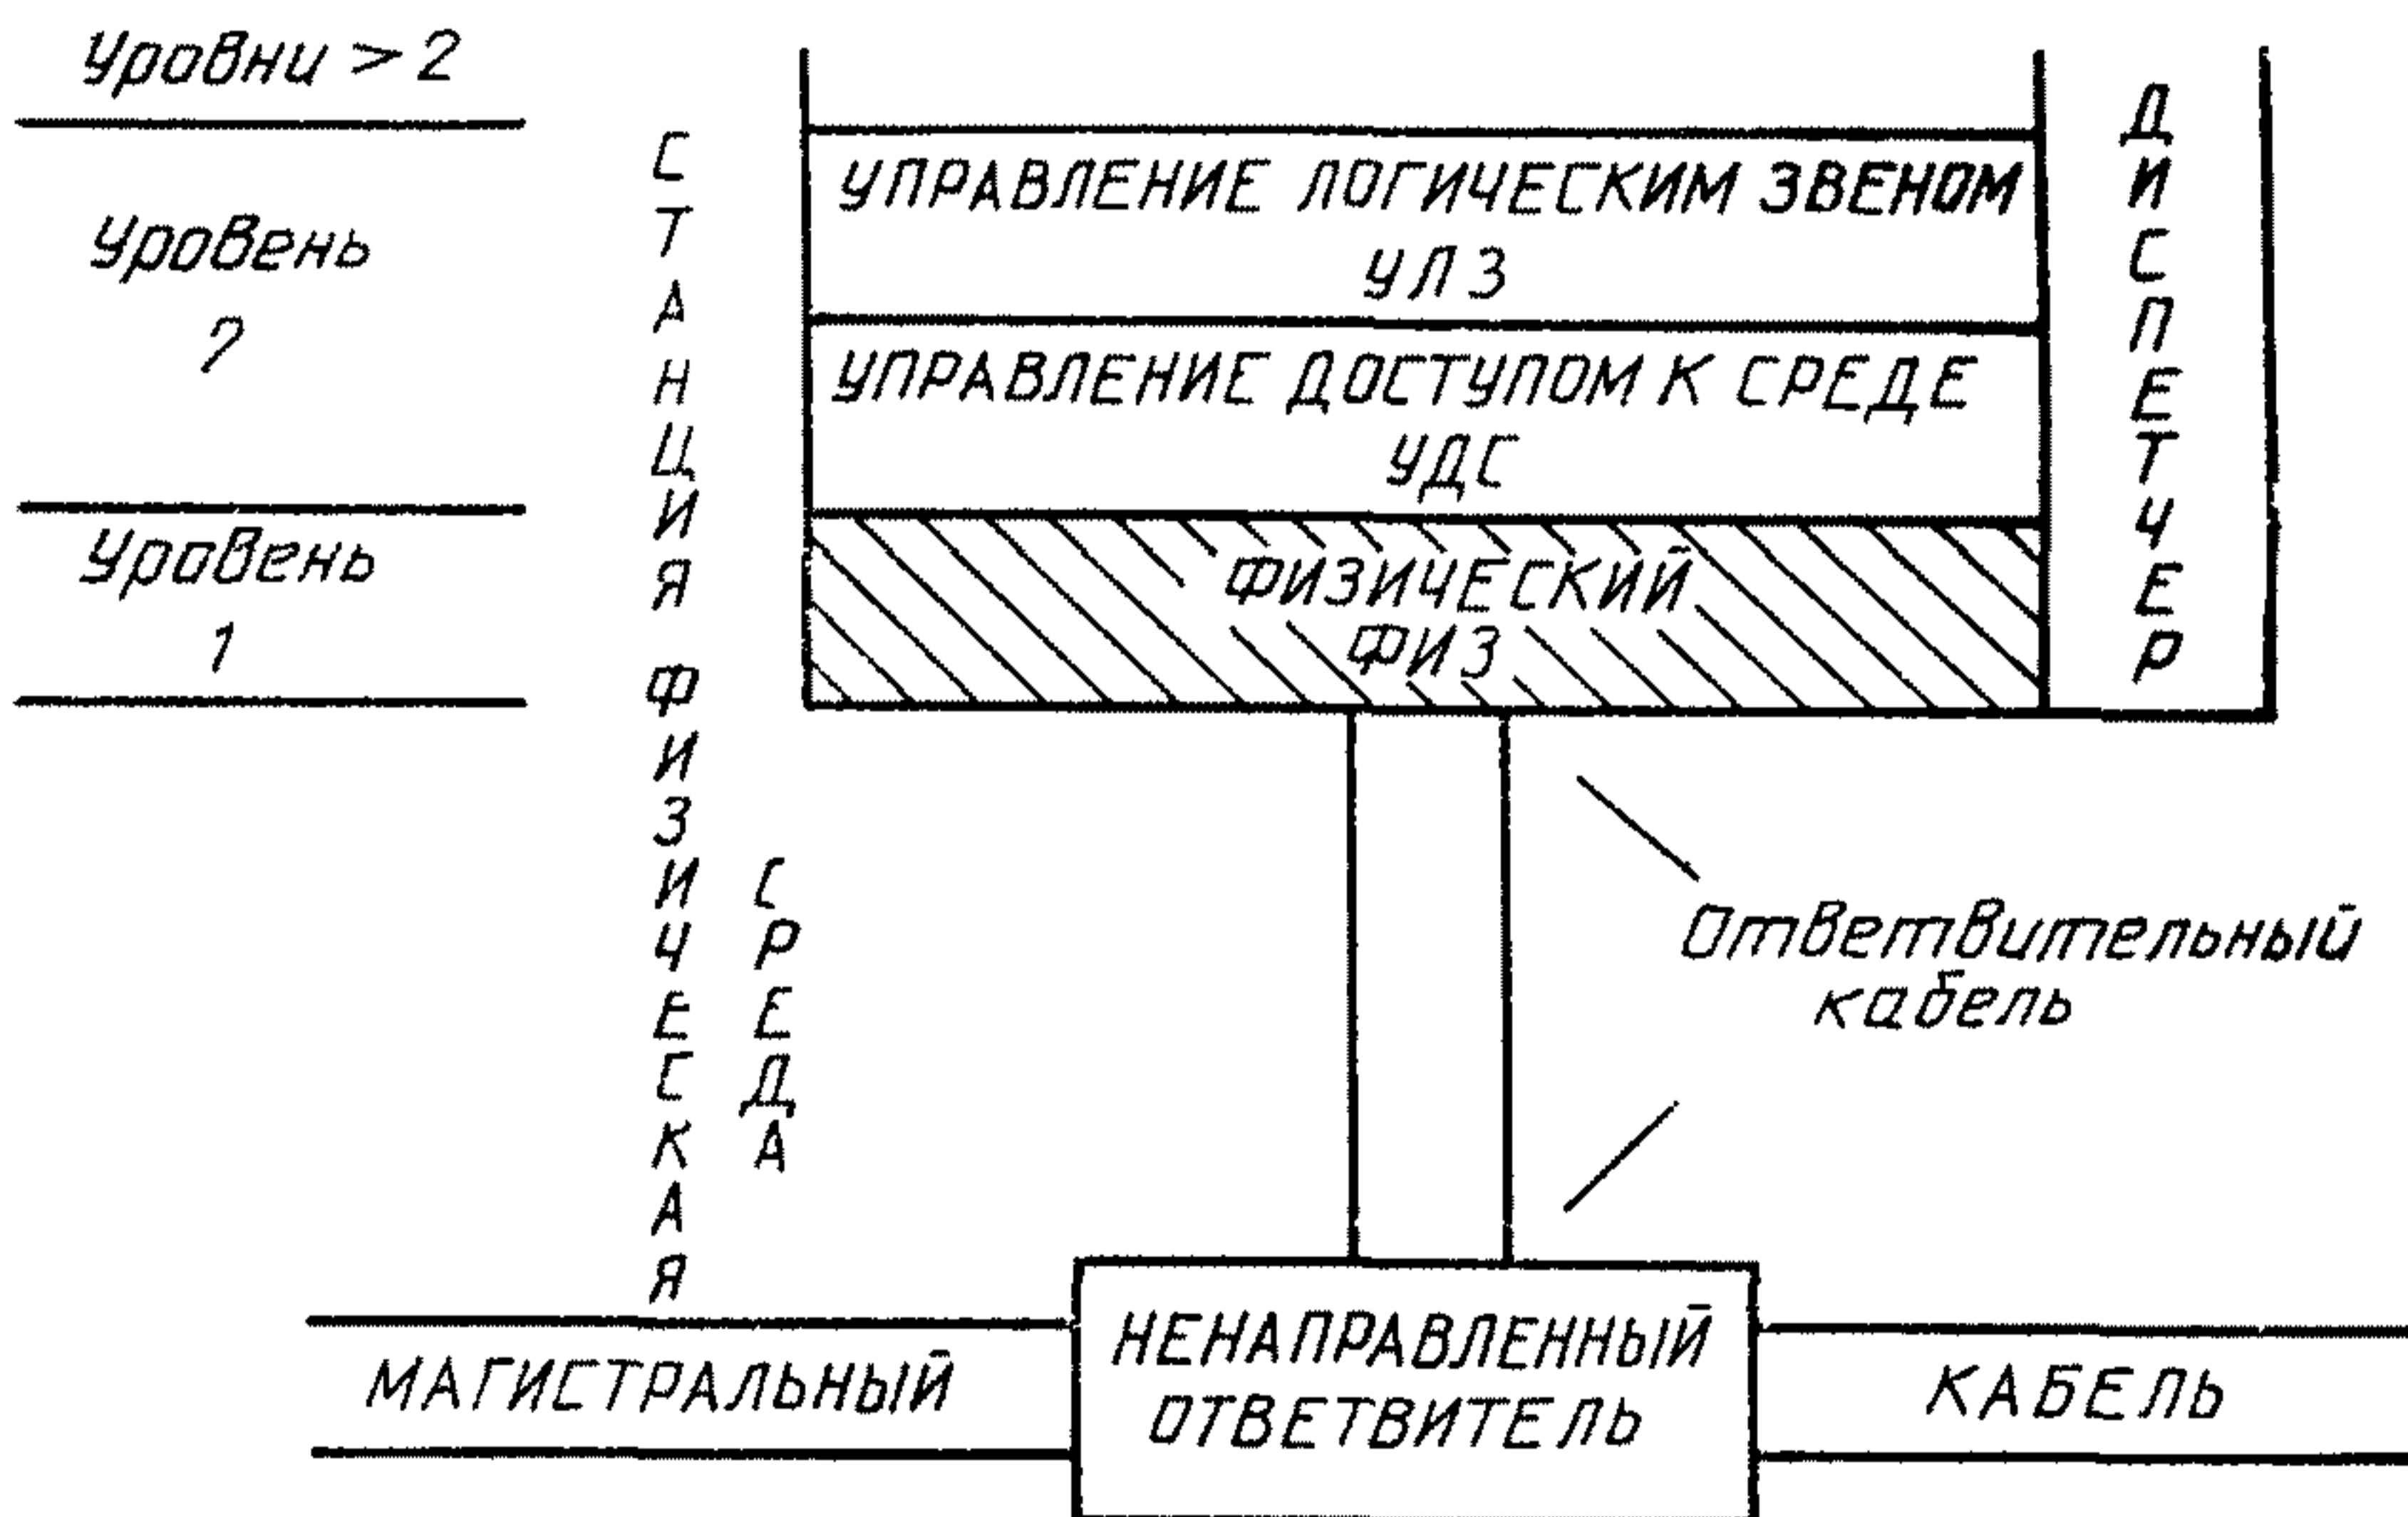 Уровни > 2
Уровень
2
Уровень
1
СТАНЦИЯ
ФИЗИЧЕСКАЯ
СРЕДА
УПРАВЛЕНИЕ ЛОГИЧЕСКИМ ЗВЕНОМ
УЛЗ
УПРАВЛЕНИЕ ДОСТУПОМ К СРЕДЕ
УДС
ФИЗИЧЕСКИЙ
ФИЗ
ДИСПЕТЧЕР
Ответвительный
кабель
МАГИСТРАЛЬНЫЙ
НЕНАПРАВЛЕННЫЙ
ОТВЕТВИТЕЛЬ
КАБЕЛЬ